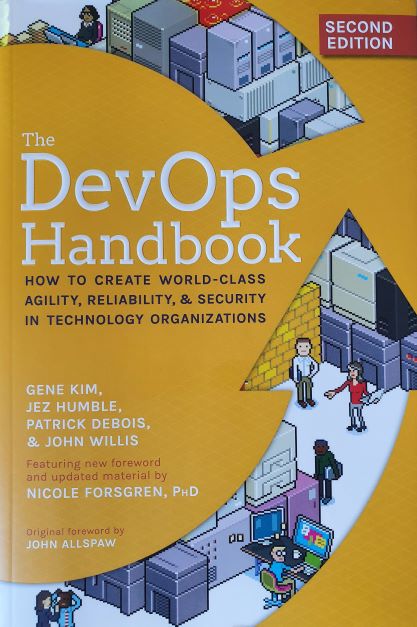 SECOND
EDITION
The
DevOps
Handbook
HOW TO CREATE WORLD-CLASS
AGILITY, RELIABILITY, & SECURITY
IN TECHNOLOGY ORGANIZATIONS
GENE KIM,
JEZ HUMBLE,
PATRICK DEBOIS,
& JOHN WILLIS
Featuring new foreword
and updated material by
NICOLE FORSGREN, PHD
Original foreword by
JOHN ALLSPAW